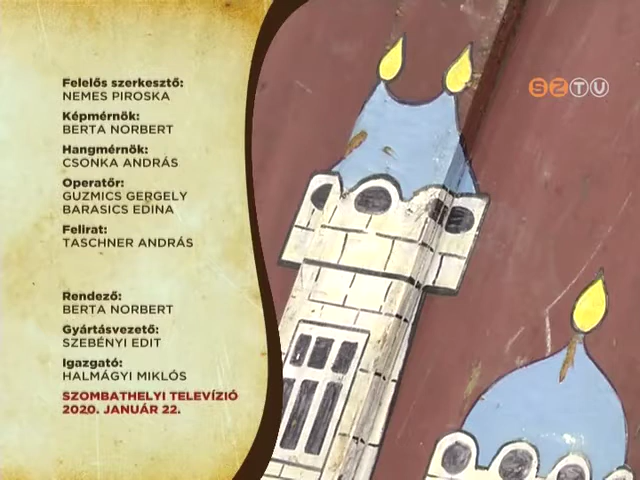 Felelős szerkesztő:
NEMES PIROSKA
Képmérnök:
BERTA NORBERT
Hangmérnök:
CSONKA ANDRÁS
Operatőr:
GUZMICS GERGELY
BARASICS EDINA
Felirat:
TASCHNER ANDRÁS
Rendező:
BERTA NORBERT
Gyártásvezető:
SZEBÉNYI EDIT
Igazgató:
HALMÁGYI MIKLÓS
SZOMBATHELYI TELEVÍZIÓ
2020. JANUÁR 22.
SZTV